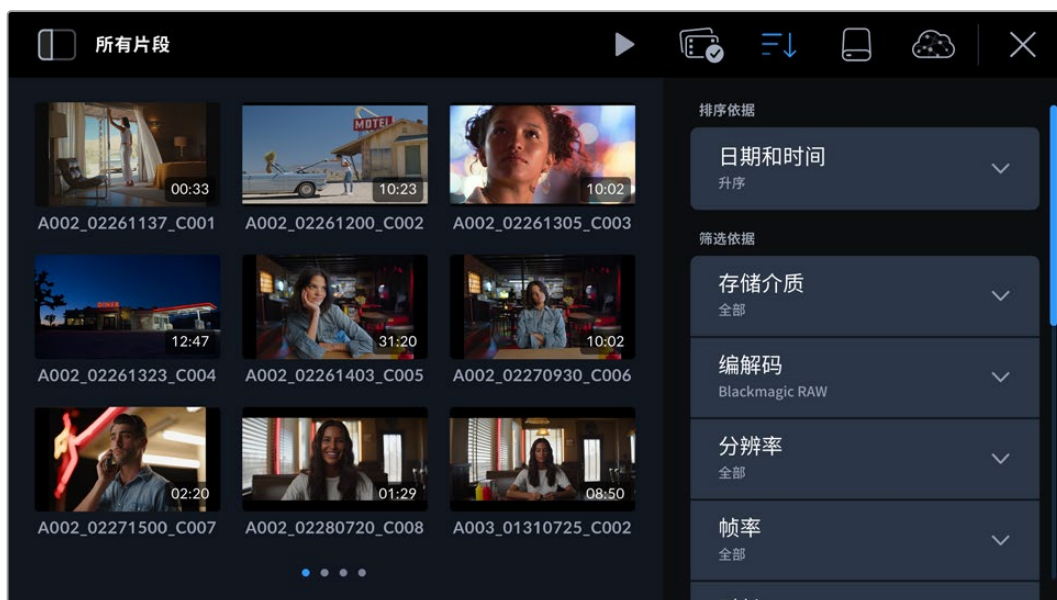 所有片段
MOTEL
00:33
10:23
10:02
A002_02261137_C001
A002_02261200_C002
A002_02261305_C003
DINER
12:47
31:20
10:02
A002_02261323_C004
A002_02261403_C005
A002_02270930_C006
02:20
01:29
08:50
A002_02271500_C007
A002_02280720_C008
A003_01310725_C002
排序依据
日期和时间
升序
筛选依据
存储介质
全部
编解码
Blackmagic RAW
分辨率
全部
帧率
全部